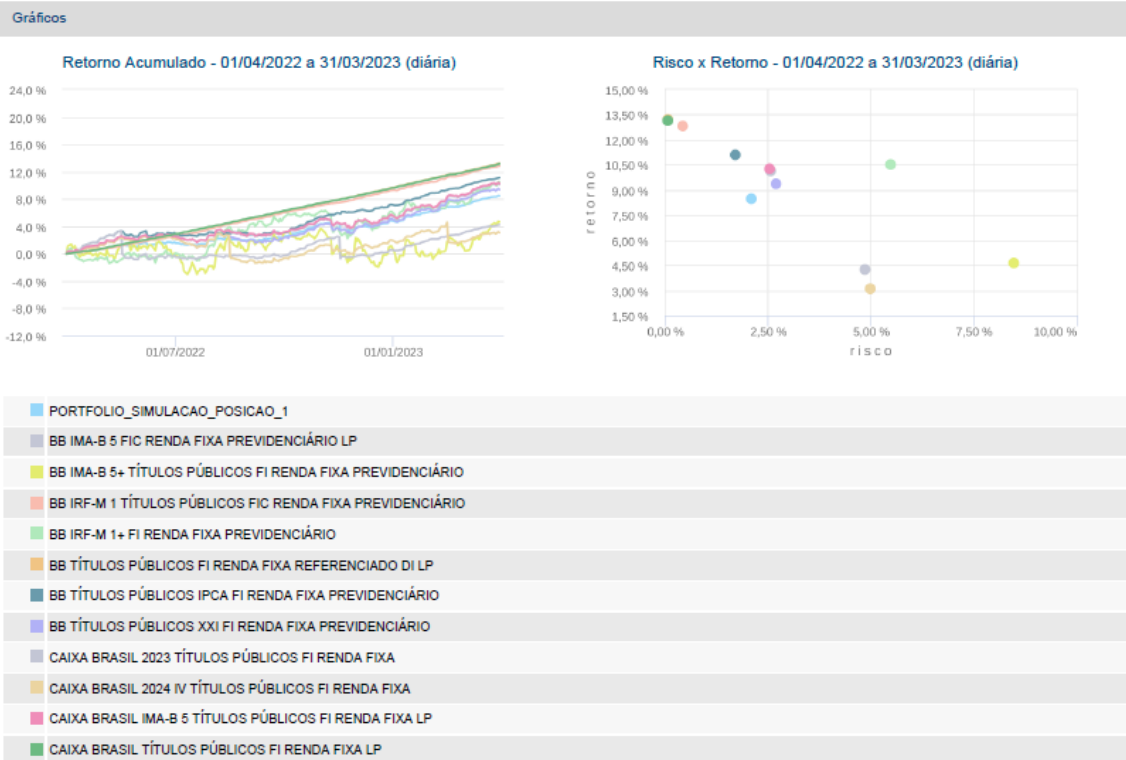 Gráficos
Retorno Acumulado - 01/04/2022 a 31/03/2023 (diária)
24,0 %
20,0 %
16,0 %
12,0 %
8,0 %
4,0 %
0,0 %
-4,0 %
-8,0 %
-12,0 %
01/07/2022
01/01/2023
Risco x Retorno - 01/04/2022 a 31/03/2023 (diária)
retorno
15,00 %
13,50 %
12,00 %
10,50 %
9,00 %
7,50 %
6,00 %
4,50 %
3,00 %
1,50 %
0,00 %
2,50 %
5,00 %
7,50 %
10,00 %
risco
PORTFOLIO_SIMULACAO_POSICAO_1
BB IMA-B 5 FIC RENDA FIXA PREVIDENCIÁRIO LP
BB IMA-B 5+ TÍTULOS PÚBLICOS FI RENDA FIXA PREVIDENCIÁRIO
BB IRF-M 1 TÍTULOS PÚBLICOS FIC RENDA FIXA PREVIDENCIÁRIO
BB IRF-M 1+ FI RENDA FIXA PREVIDENCIÁRIO
BB TÍTULOS PÚBLICOS FI RENDA FIXA REFERENCIADO DI LP
BB TÍTULOS PÚBLICOS IPCA FI RENDA FIXA PREVIDENCIÁRIO
BB TÍTULOS PÚBLICOS XXI FI RENDA FIXA PREVIDENCIÁRIO
CAIXA BRASIL 2023 TÍTULOS PÚBLICOS FI RENDA FIXA
CAIXA BRASIL 2024 IV TÍTULOS PÚBLICOS FI RENDA FIXA
CAIXA BRASIL IMA-B 5 TÍTULOS PÚBLICOS FI RENDA FIXA LP
CAIXA BRASIL TÍTULOS PÚBLICOS FI RENDA FIXA LP